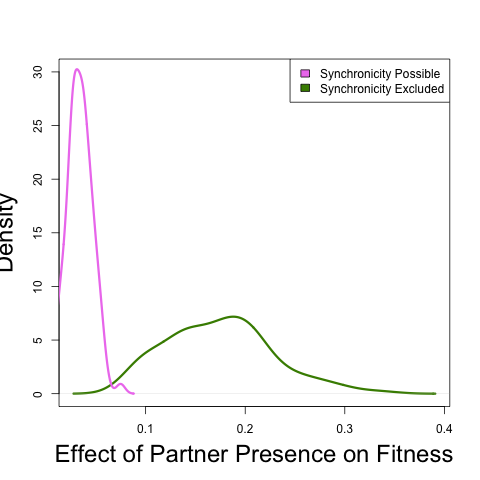 Synchronicity Possible
Synchronicity Excluded
Density
30
25
20
15
10
5
0
0.1
0.2
0.3
0.4
Effect of Partner Presence on Fitness